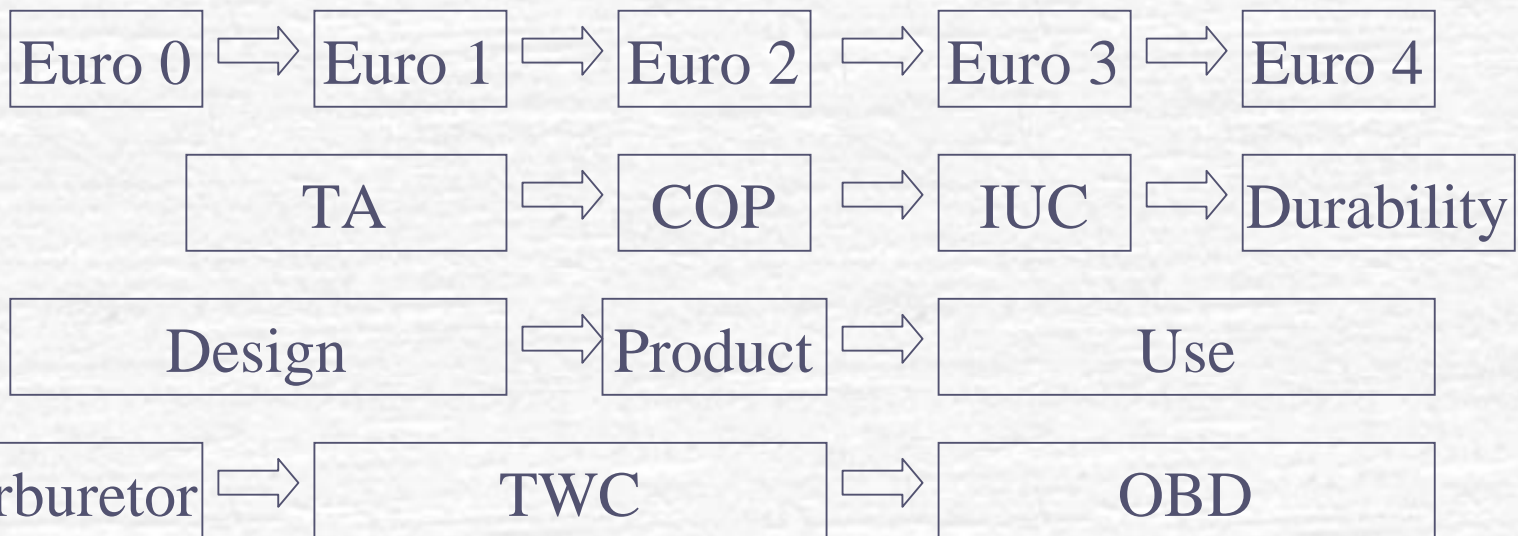 Euro 0 Euro 1 Euro 2 Euro 3 Euro 4
TA COP IUC Durability
Design Product Use
rburetor TWC OBD